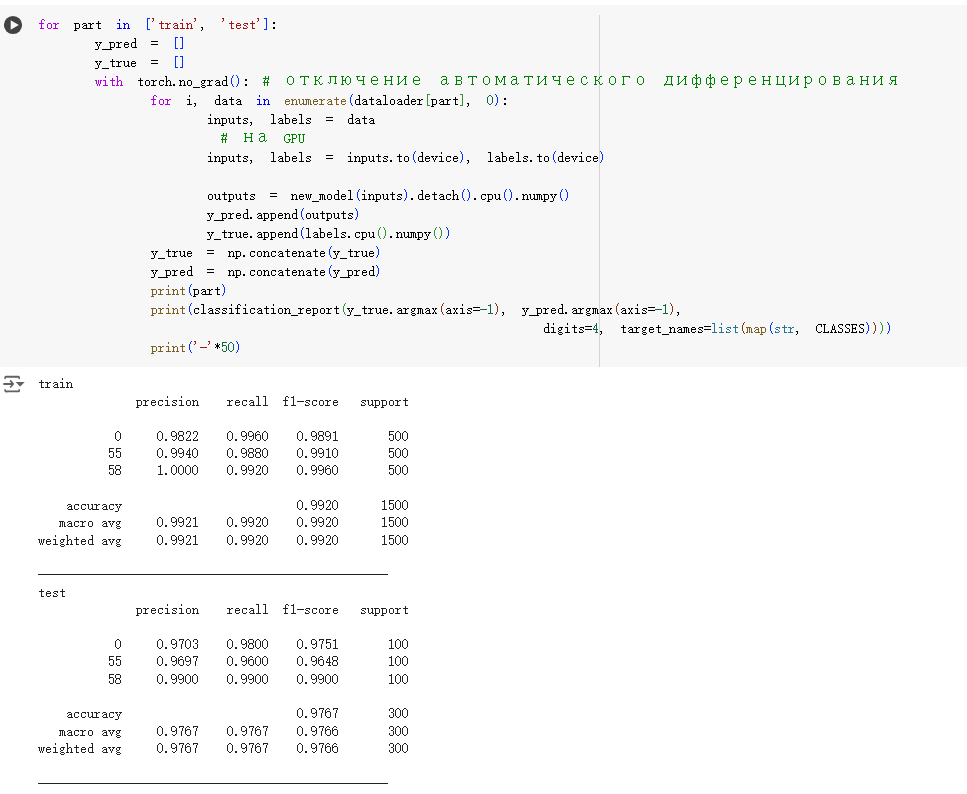 for part in ['train', 'test']:
y_pred = []
y_true = []
with torch.no_grad(): # отключение автоматического дифференцирования
for i, data in enumerate(dataloader[part], 0):
inputs, labels = data
# на GPU
inputs, labels = inputs.to(device), labels.to(device)
outputs = new_model(inputs).detach().cpu().numpy()
y_pred.append(outputs)
y_true.append(labels.cpu().numpy())
y_true = np.concatenate(y_true)
y_pred = np.concatenate(y_pred)
print(part)
print(classification_report(y_true.argmax(axis=-1), y_pred.argmax(axis=-1),
digits=4, target_names=list(map(str, CLASSES))))
print('-'*50)
train
precision recall f1-score support
0 0.9822 0.9960 0.9891 500
55 0.9940 0.9880 0.9910 500
58 1.0000 0.9920 0.9960 500
accuracy 0.9920 1500
macro avg 0.9921 0.9920 0.9920 1500
weighted avg 0.9921 0.9920 0.9920 1500
--------------------------------------------------
test
precision recall f1-score support
0 0.9703 0.9800 0.9751 100
55 0.9697 0.9600 0.9648 100
58 0.9900 0.9900 0.9900 100
accuracy 0.9767 300
macro avg 0.9767 0.9767 0.9766 300
weighted avg 0.9767 0.9767 0.9766 300
--------------------------------------------------